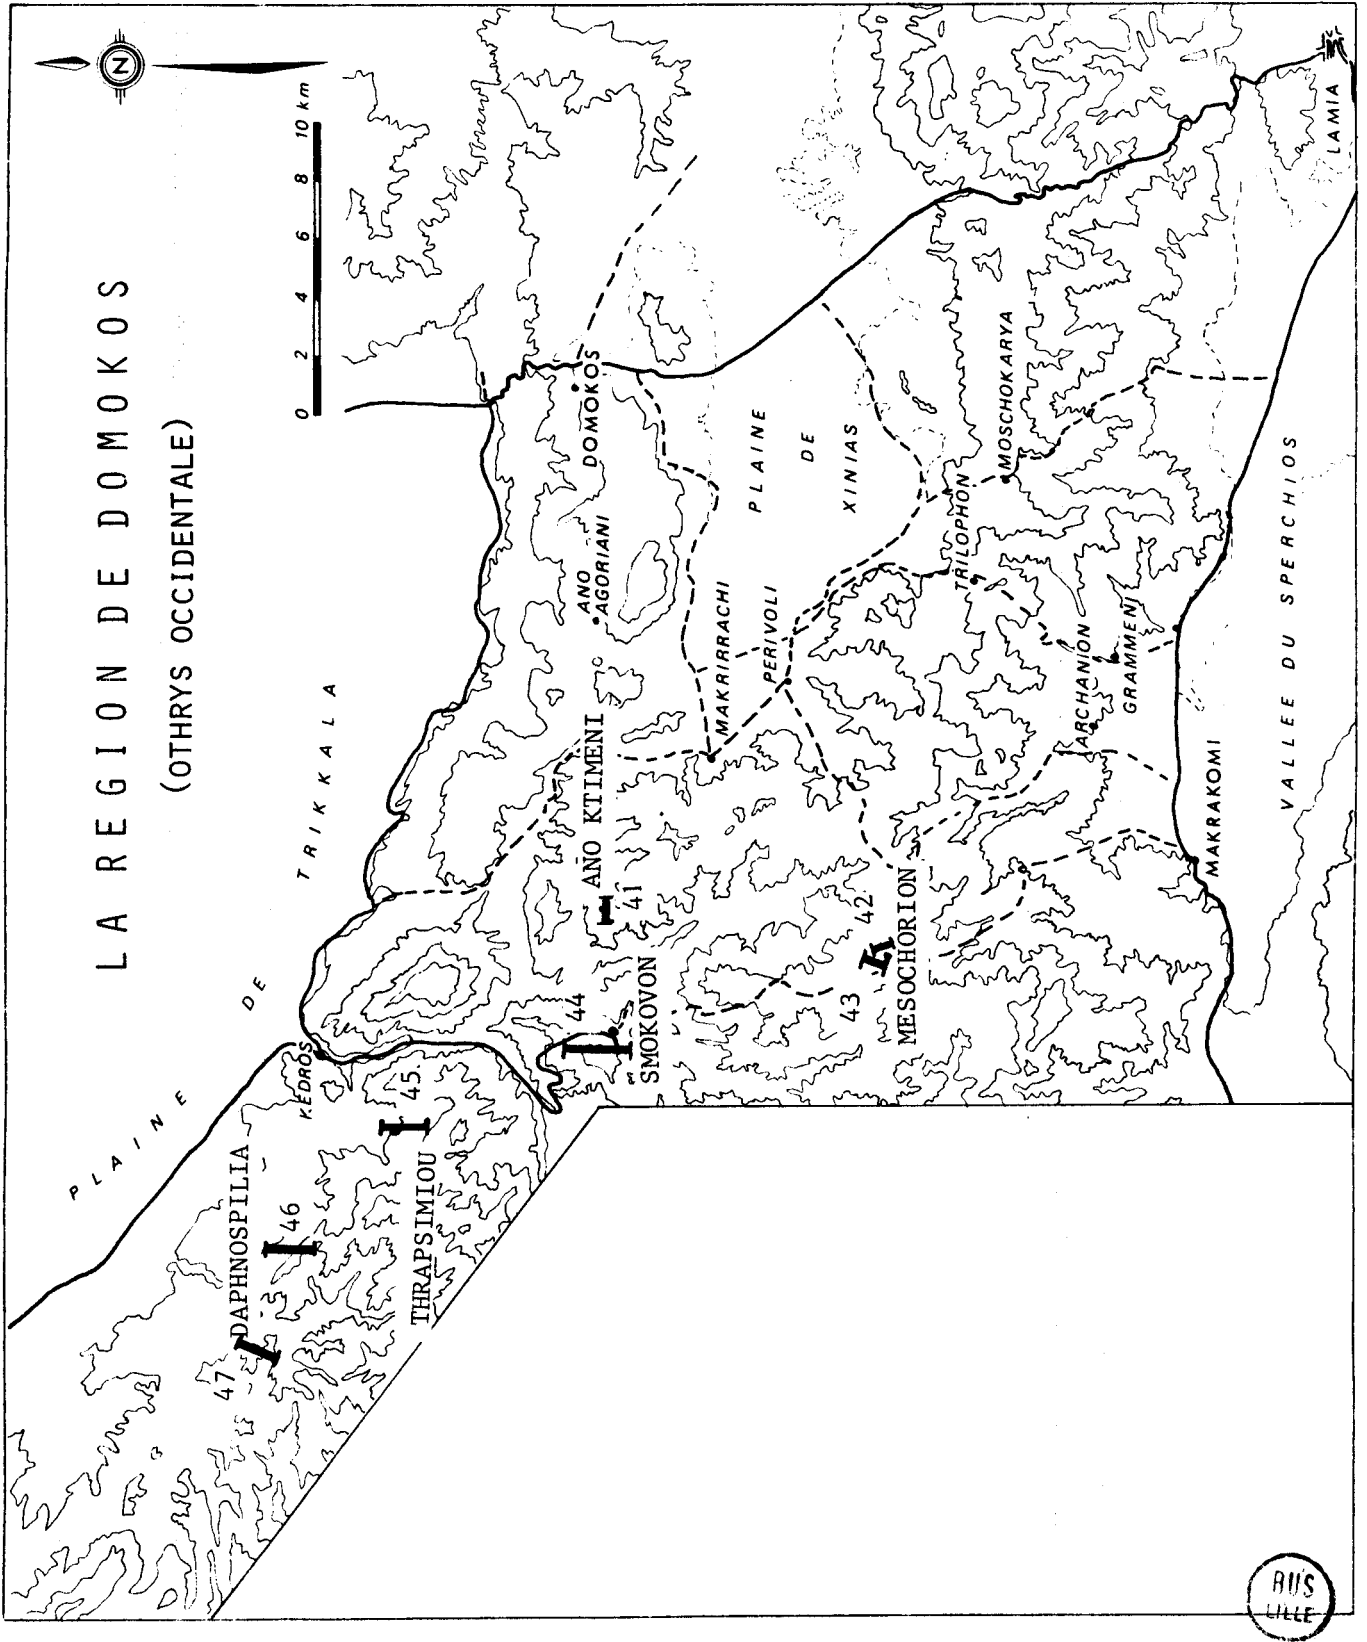 LA REGION DE DOMOKOS
(OTHRYS OCCIDENTALE)
N
0 2 4 6 8 10 km
PLAINE DE TRIKKALA
KEDROS
DAPHNOSPILIA
47
46
45
THRAPSIMIOU
44
SMOKOVON
41
ANO KTIMENI
ANO
AGORIANI
DOMOKOS
MAKRIRRACHI
PERIVOLI
PLAINE
DE
XINIAS
43
42
MESOCHORION
TRILOPHON
MOSCHOKARYA
ARCHANION
GRAMMENI
MAKRAKOMI
VALLEE DU SPERCHIOS
LAMIA
BUS
LILLE